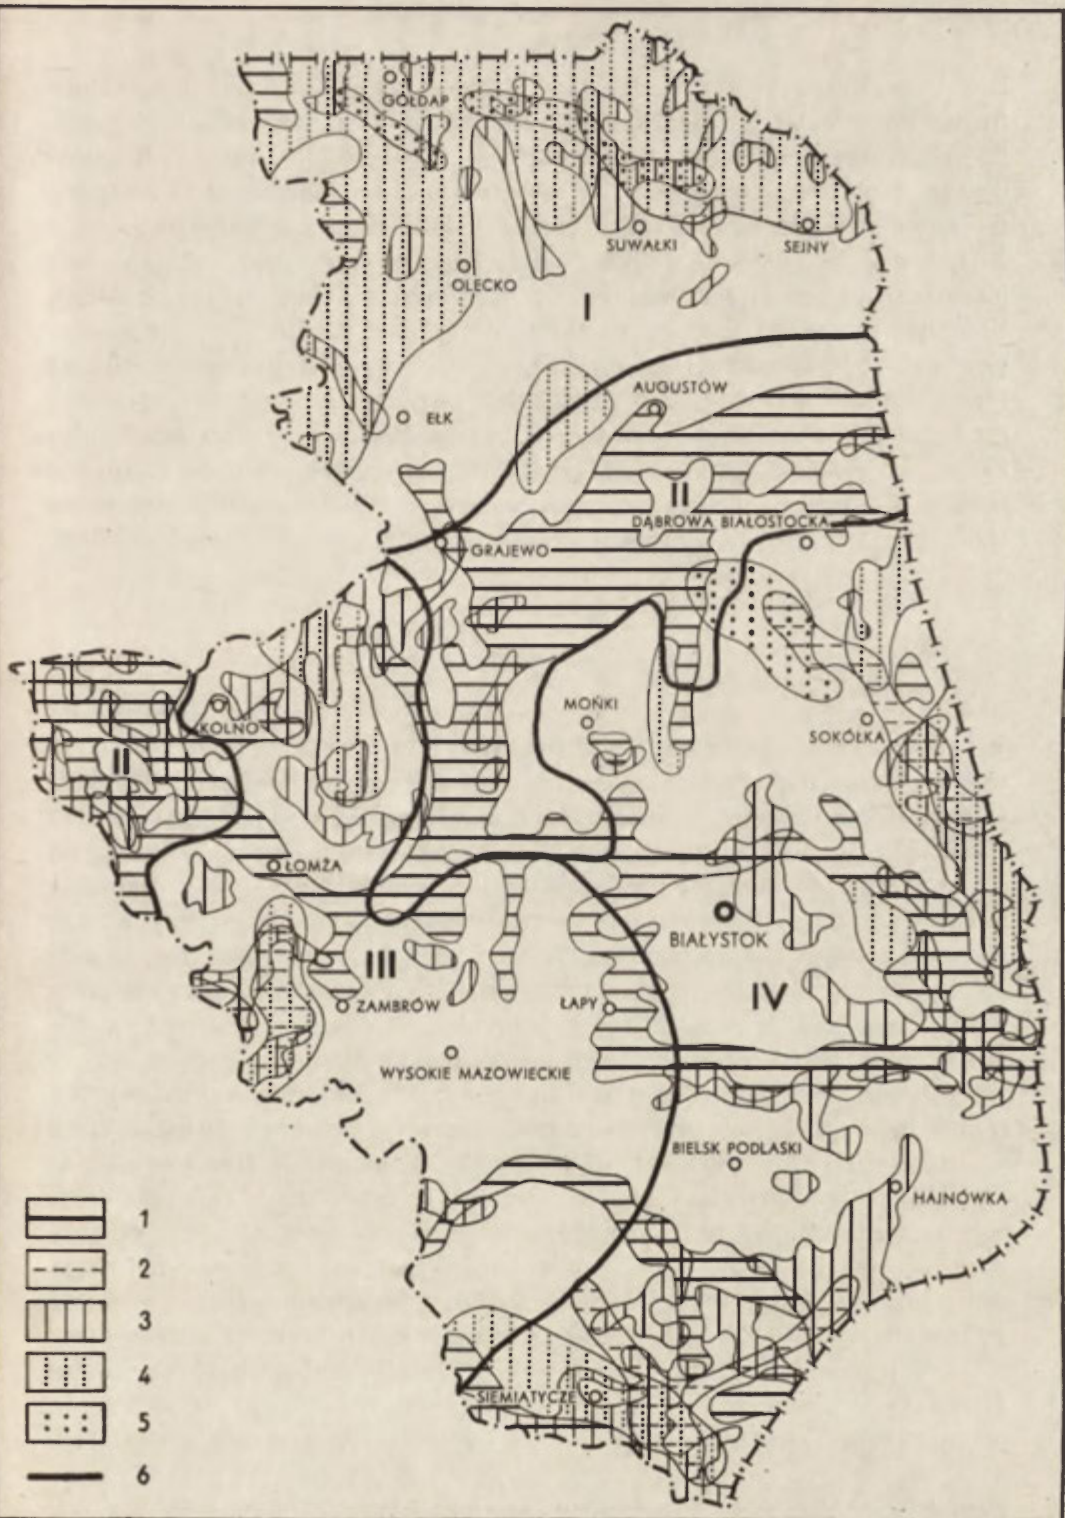 GOŁDAP
SUWAŁKI
SEJNY
OLECKO
I
AUGUSTÓW
EŁK
II
DĄBROWA BIAŁOSTOCKA
GRAJEWO
MOŃKI
KOLNO
SOKÓŁKA
II
ŁOMŻA
BIAŁYSTOK
III
IV
ZAMBRÓW
ŁAPY
WYSOKIE MAZOWIECKIE
BIELSK PODLASKI
HAJNÓWKA
1
2
3
4
5
6
SIEMIATYCZE